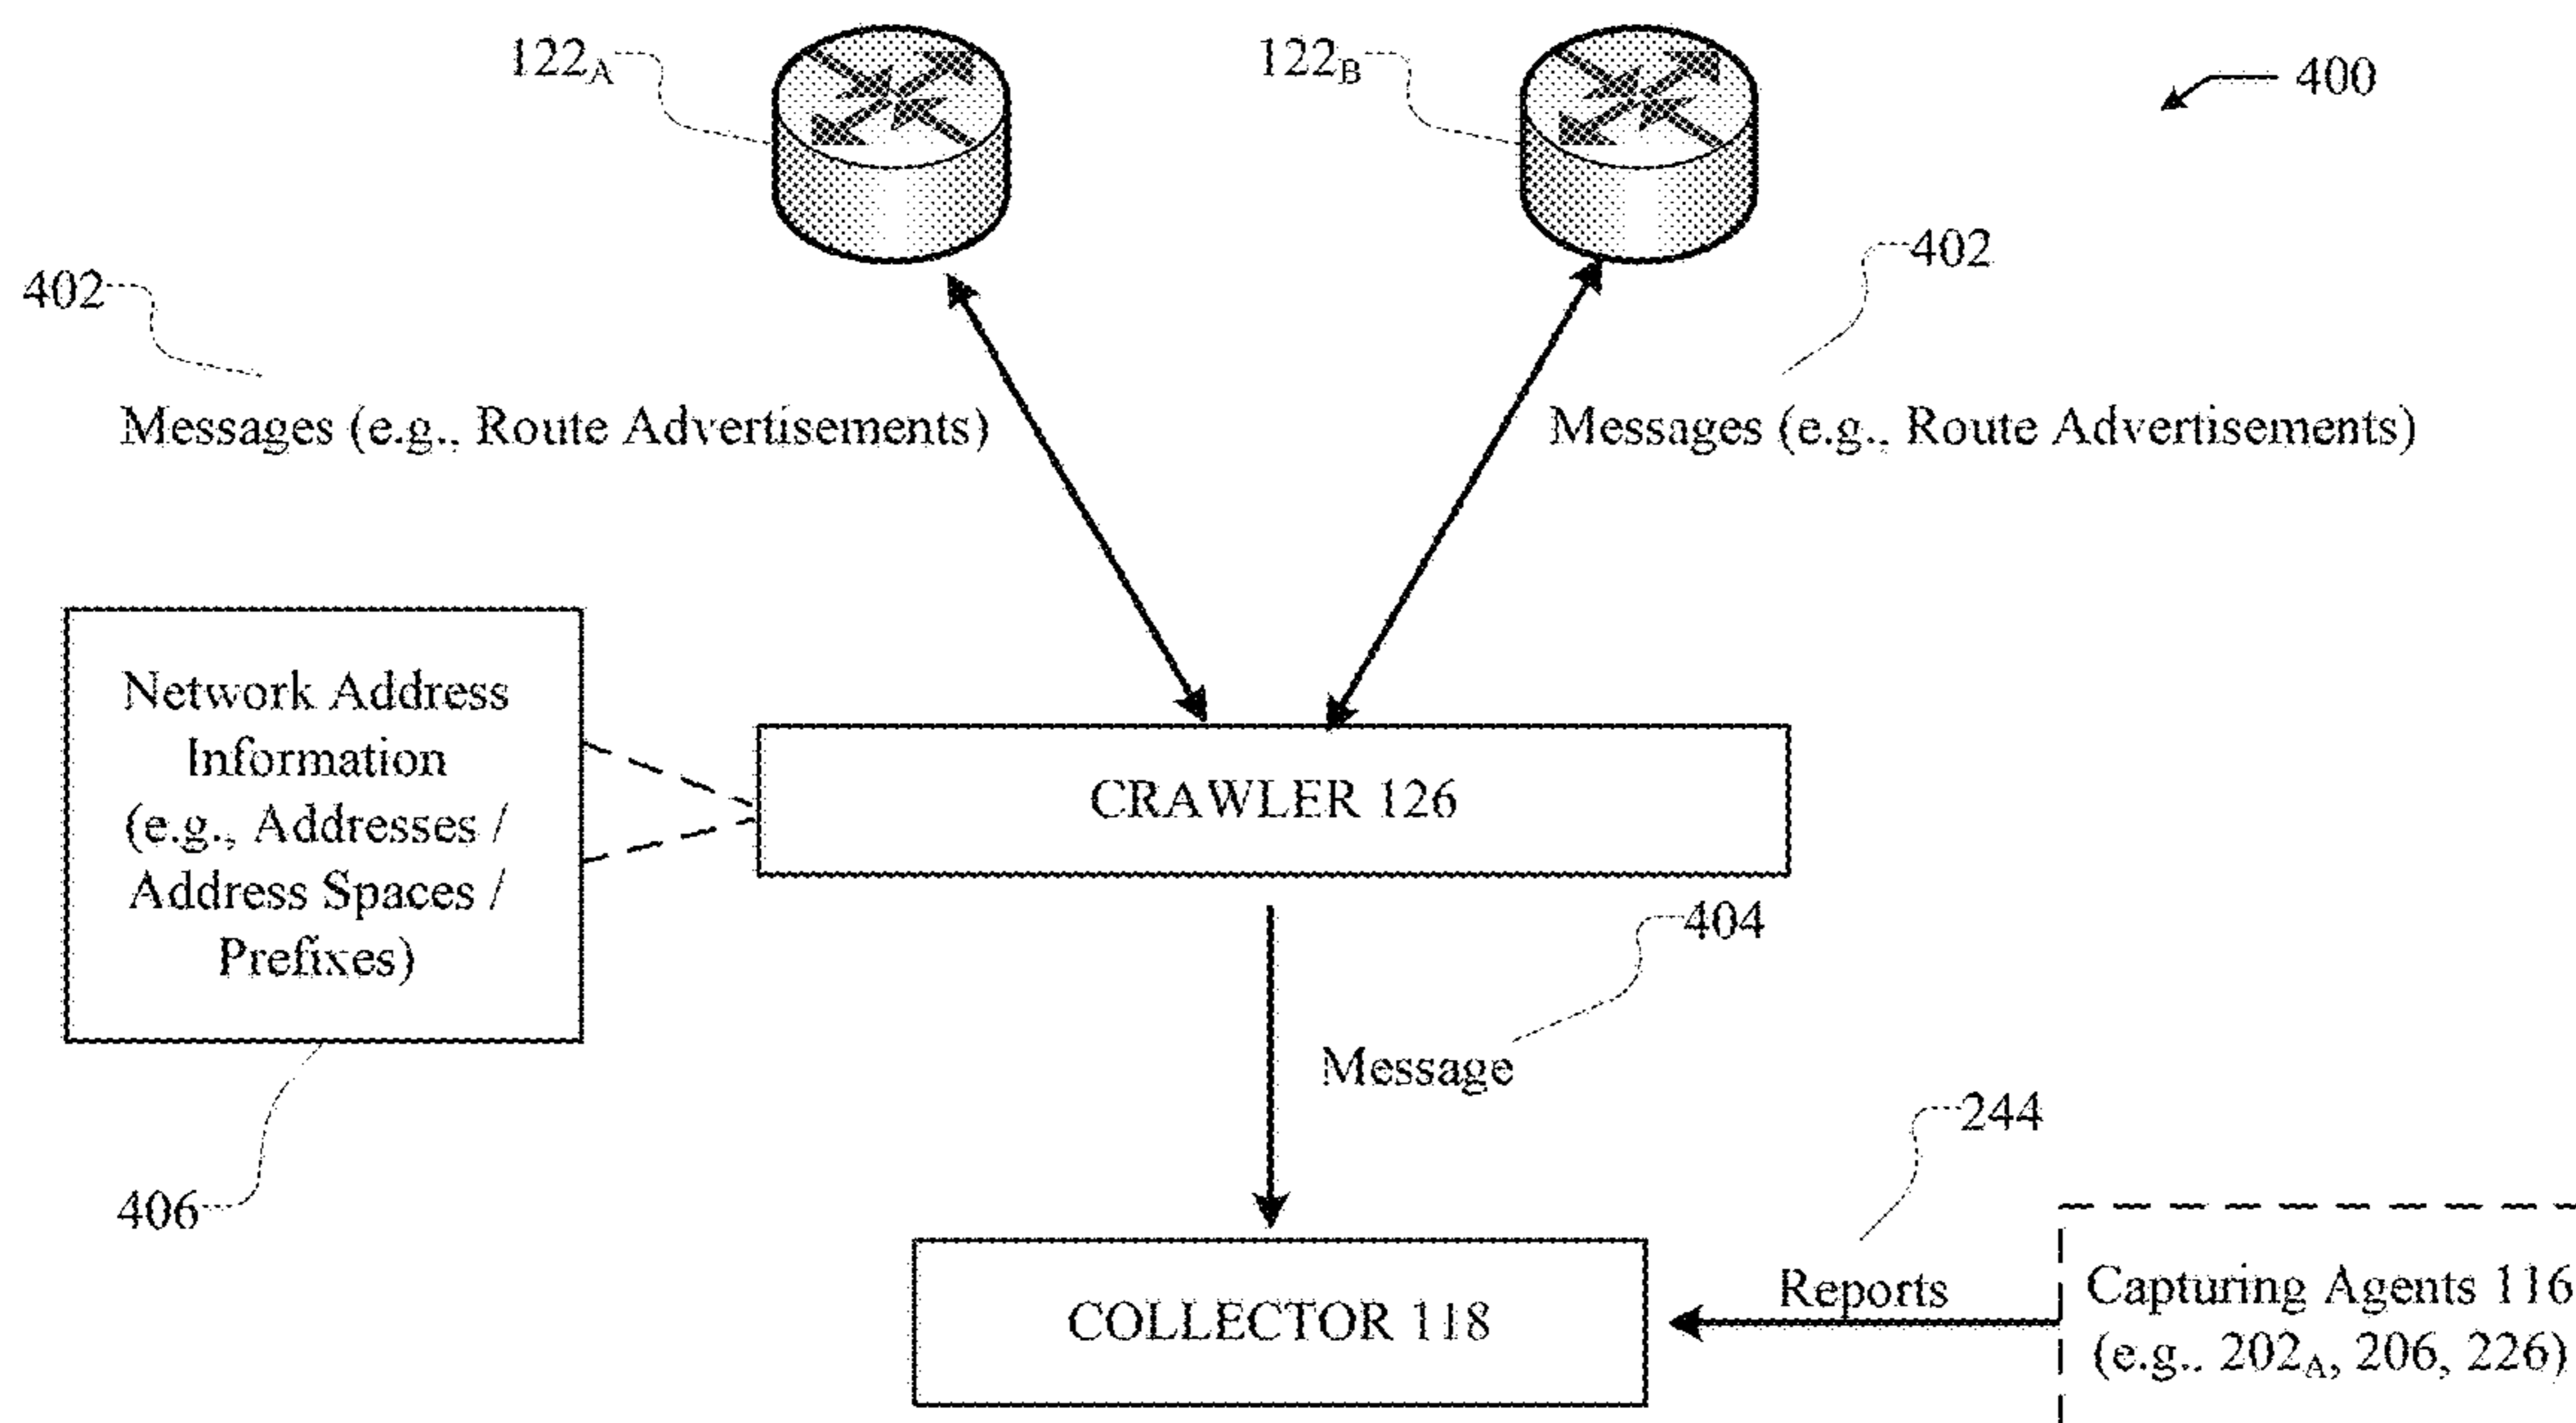 122A
122B
400
402
402
Messages (e.g., Route Advertisements)
Messages (e.g., Route Advertisements)
Network Address
Information
(e.g., Addresses /
Address Spaces /
Prefixes)
CRAWLER 126
404
Message
406
244
Reports
COLLECTOR 118
Capturing Agents 116
(e.g.. 202A, 206, 226)